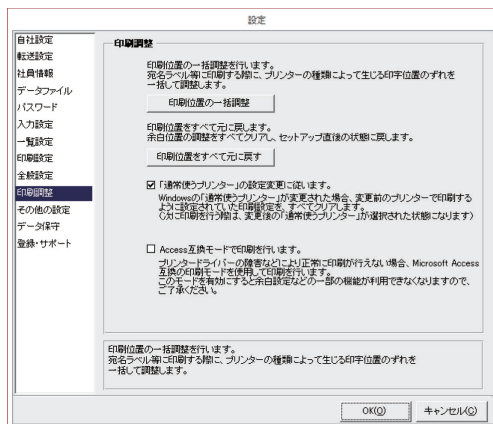 設定
自社設定
転送設定
社員情報
データファイル
パスワード
入力設定
一覧設定
印刷設定
全般設定
印刷調整
その他の設定
データ保守
登録・サポート
印刷調整
印刷位置の一括調整を行います。
宛名ラベル等に印刷する際に、プリンターの種類によって生じる印字位置のずれを
一括して調整します。
印刷位置の一括調整
印刷位置をすべて元に戻します。
余白位置の調整をすべてクリアし、セットアップ直後の状態に戻します。
印刷位置をすべて元に戻す
「通常使うプリンター」の設定変更に従います。
Windowsの「通常使うプリンター」が変更された場合、変更前のプリンターで印刷する
ように設定されていた印刷設定を、すべてクリアします。
(次に印刷を行う際は、変更後の「通常使うプリンター」が選択された状態になります)
Access互換モードで印刷を行います。
プリンタードライバーの障害などにより正常に印刷が行えない場合、Microsoft Access
互換の印刷モードを使用して印刷を行います。
このモードを有効にすると余白設定などの一部の機能が利用できなくなりますので、
ご了承ください。
印刷位置の一括調整を行います。
宛名ラベル等に印刷する際に、プリンターの種類によって生じる印字位置のずれを
一括して調整します。
OK(O)
キャンセル(C)